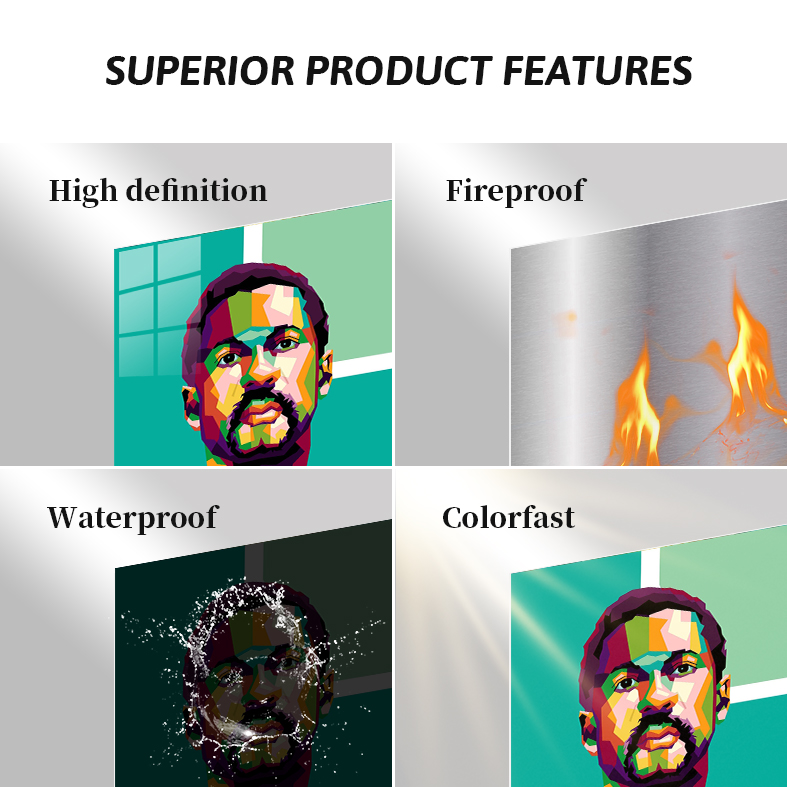 SUPERIOR PRODUCT FEATURES
High definition
Fireproof
Waterproof
Colorfast